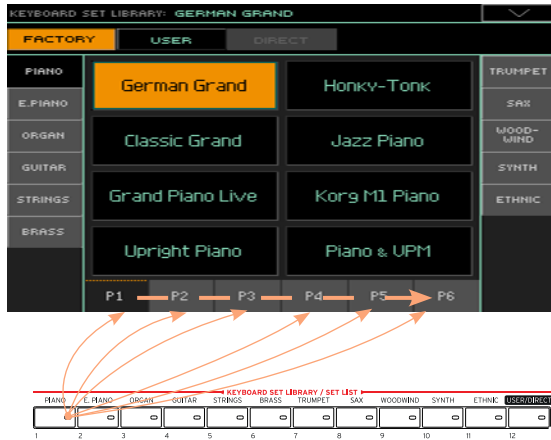 KEYBOARD SET LIBRARY: GERMAN GRAND
FACTORY USER DIRECT
PIANO
E.PIANO
ORGAN
GUITAR
STRINGS
BRASS
German Grand Honky-Tonk
Classic Grand Jazz Piano
Grand Piano Live Korg M1 Piano
Upright Piano Piano & VPM
TRUMPET
SAX
WOOD-
WIND
SYNTH
ETHNIC
P1 P2 P3 P4 P5 P6
KEYBOARD SET LIBRARY / SET LIST
PIANO E. PIANO ORGAN GUITAR STRINGS BRASS TRUMPET SAX WOODWIND SYNTH ETHNIC USER/DIRECT
1 2 3 4 5 6 7 8 9 10 11 12